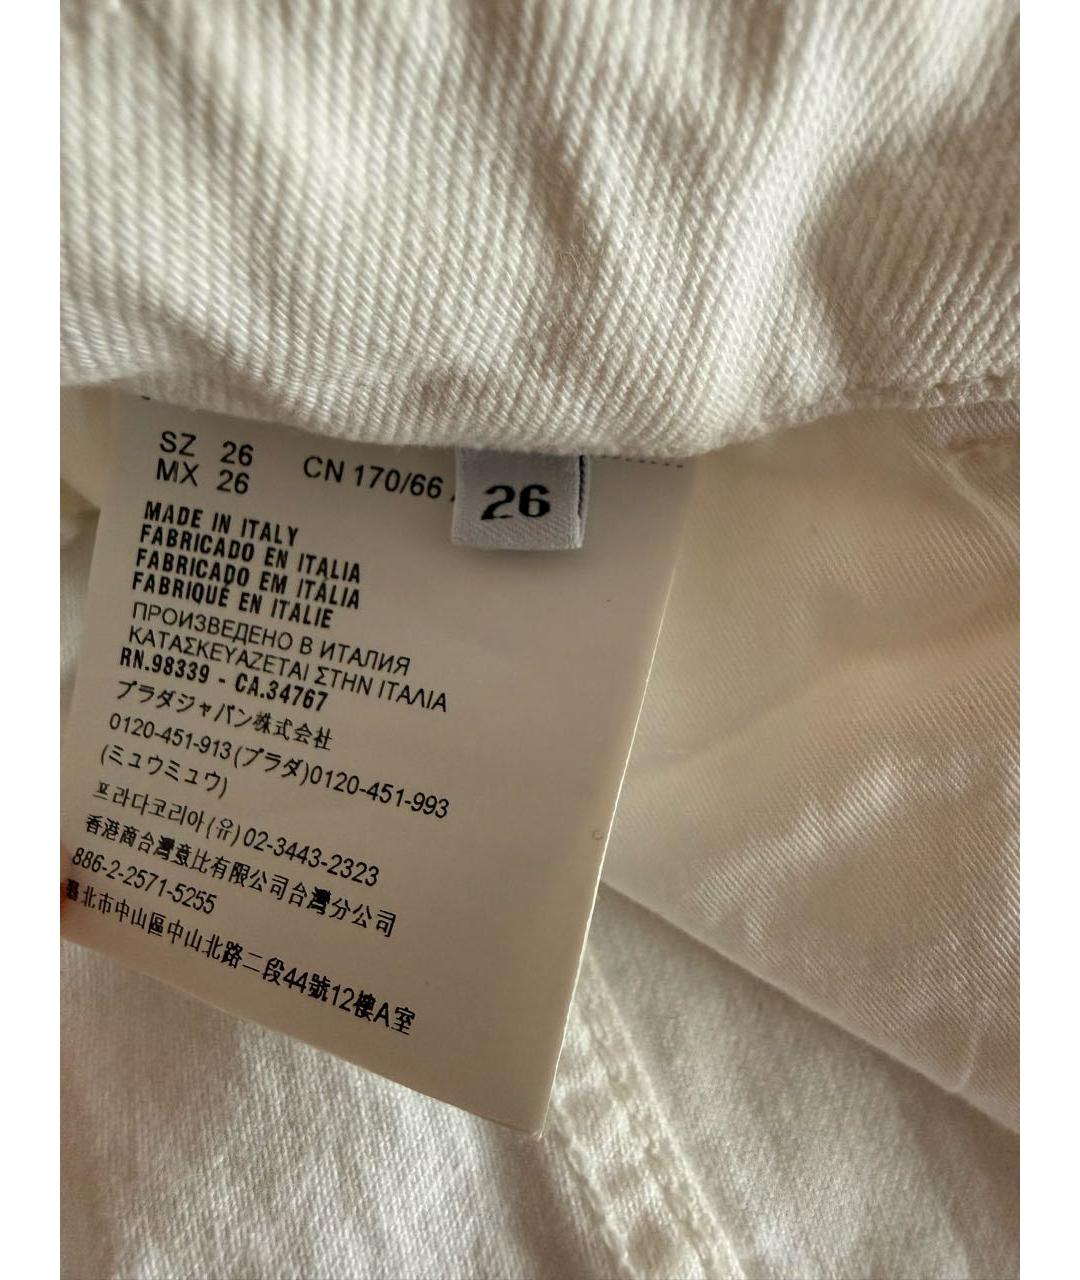 SZ 26
MX 26
CN 170/66
26
MADE IN ITALY
FABRICADO EN ITALIA
FABRICADO EM ITÁLIA
FABRIQUÉ EN ITALIE
ПРОИЗВЕДЕНО В ИТАЛИЯ
ΚΑΤΑΣΚΕΥΑΖΕΤΑΙ ΣΤΗΝ ΙΤΑΛΙΑ
RN.98339 - CA.34767
プラダジャパン株式会社
0120-451-913(プラダ)0120-451-993
(ミュウミュウ)
프라다코리아(유)02-3443-2323
香港商台灣意比有限公司台灣分公司
886-2-2571-5255
臺北市中山區中山北路二段44號12樓A室